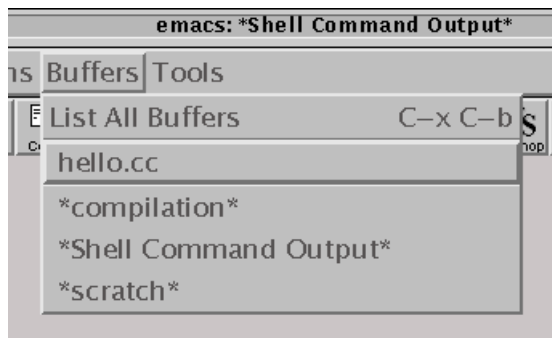 emacs: *Shell Command Output*
ns Buffers Tools
List All Buffers C-x C-b
hello.cc
*compilation*
*Shell Command Output*
*scratch*